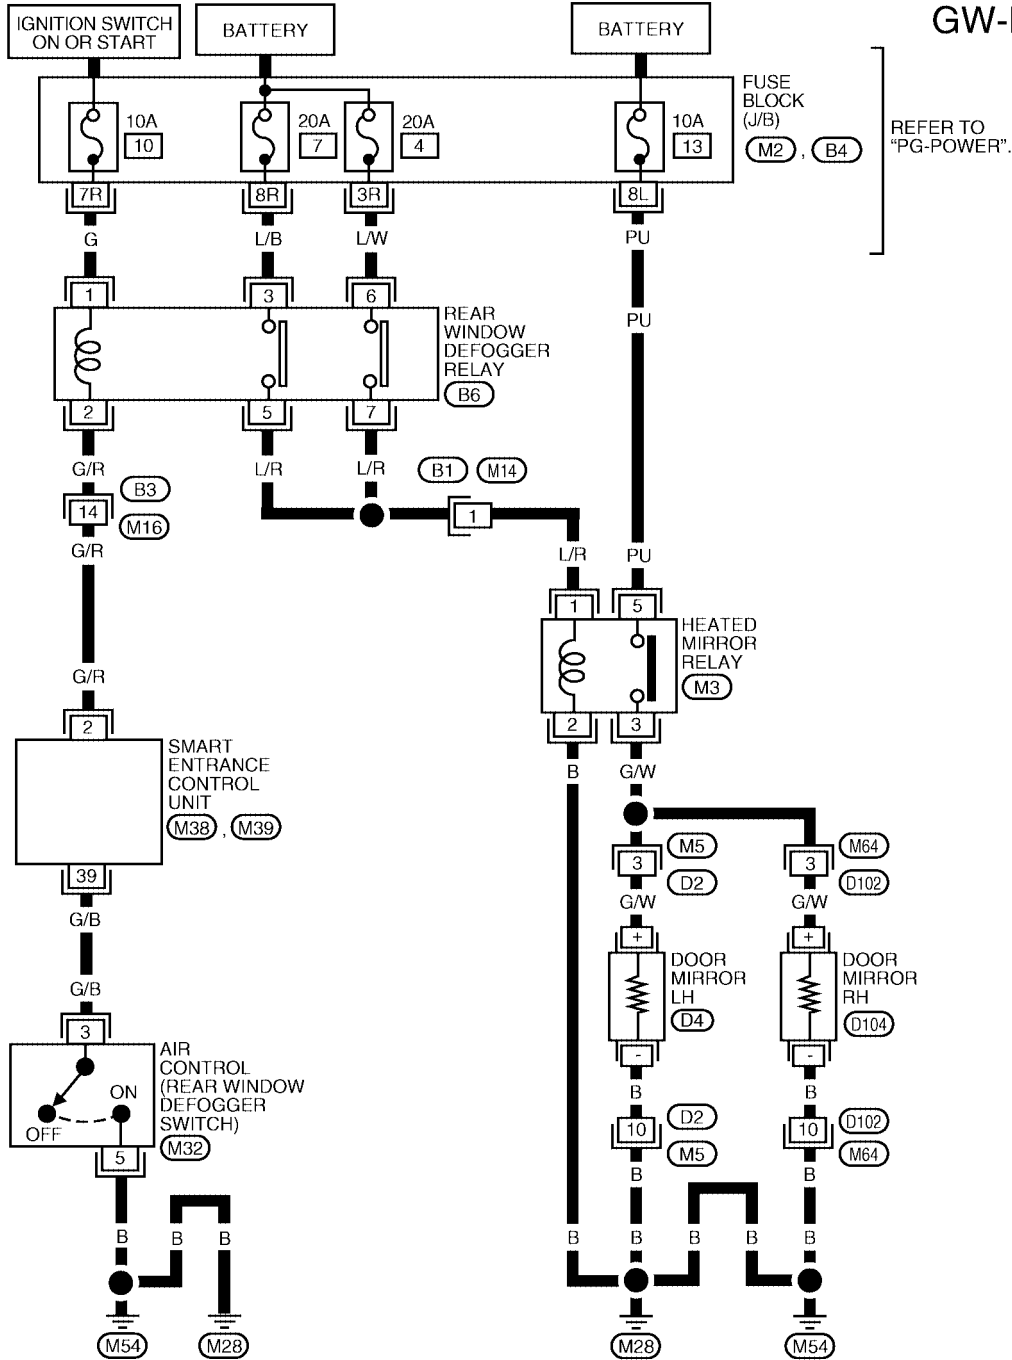 GW-
IGNITION SWITCH
ON OR START
BATTERY
BATTERY
10A
10
20A
7
20A
4
10A
13
FUSE
BLOCK
(J/B)
M2 , B4
REFER TO
"PG-POWER".
7R
8R
3R
8L
G
L/B
L/W
PU
1
3
6
PU
REAR
WINDOW
DEFOGGER
RELAY
B6
2
5
7
G/R
L/R
L/R
B1
M14
B3
14
M16
1
G/R
L/R
PU
1
5
HEATED
MIRROR
RELAY
M3
G/R
2
2
3
SMART
ENTRANCE
CONTROL
UNIT
M38 , M39
B
G/W
39
3
M5
D2
3
M64
D102
G/B
G/W
G/W
+
+
DOOR
MIRROR
LH
D4
DOOR
MIRROR
RH
D104
G/B
3
-
-
AIR
CONTROL
(REAR WINDOW
DEFOGGER
SWITCH)
M32
ON
OFF
B
B
10
D2
M5
10
D102
M64
5
B
B
B
B
B
B
B
B
B
B
M54
M28
M28
M54